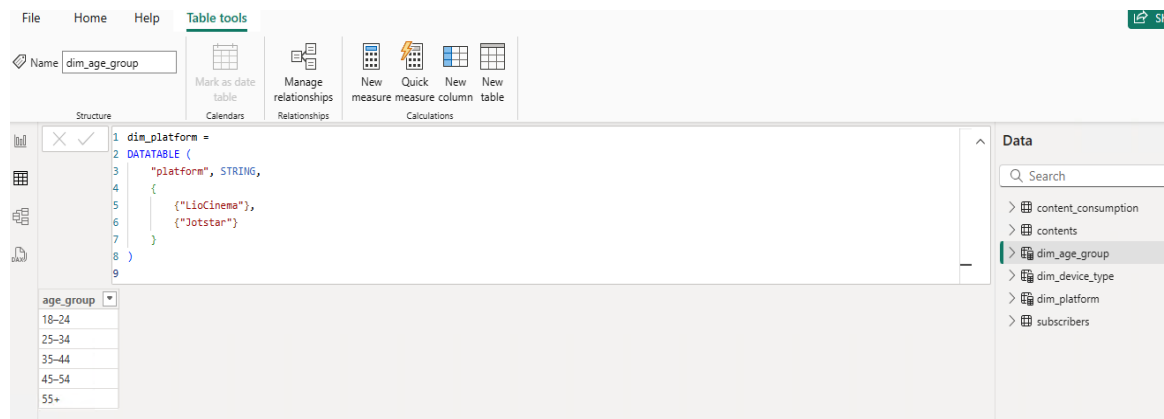 File Home Help Table tools
Name dim_age_group
Mark as date table
Manage relationships
New measure
Quick measure
New column
New table
Structure Calendars Relationships Calculations
1 dim_platform =
2 DATATABLE (
3 "platform", STRING,
4 {
5 {"LioCinema"},
6 {"Jotstar"}
7 }
8 )
9
Data
Search
content_consumption
contents
dim_age_group
dim_device_type
dim_platform
subscribers
age_group
18–24
25–34
35–44
45–54
55+